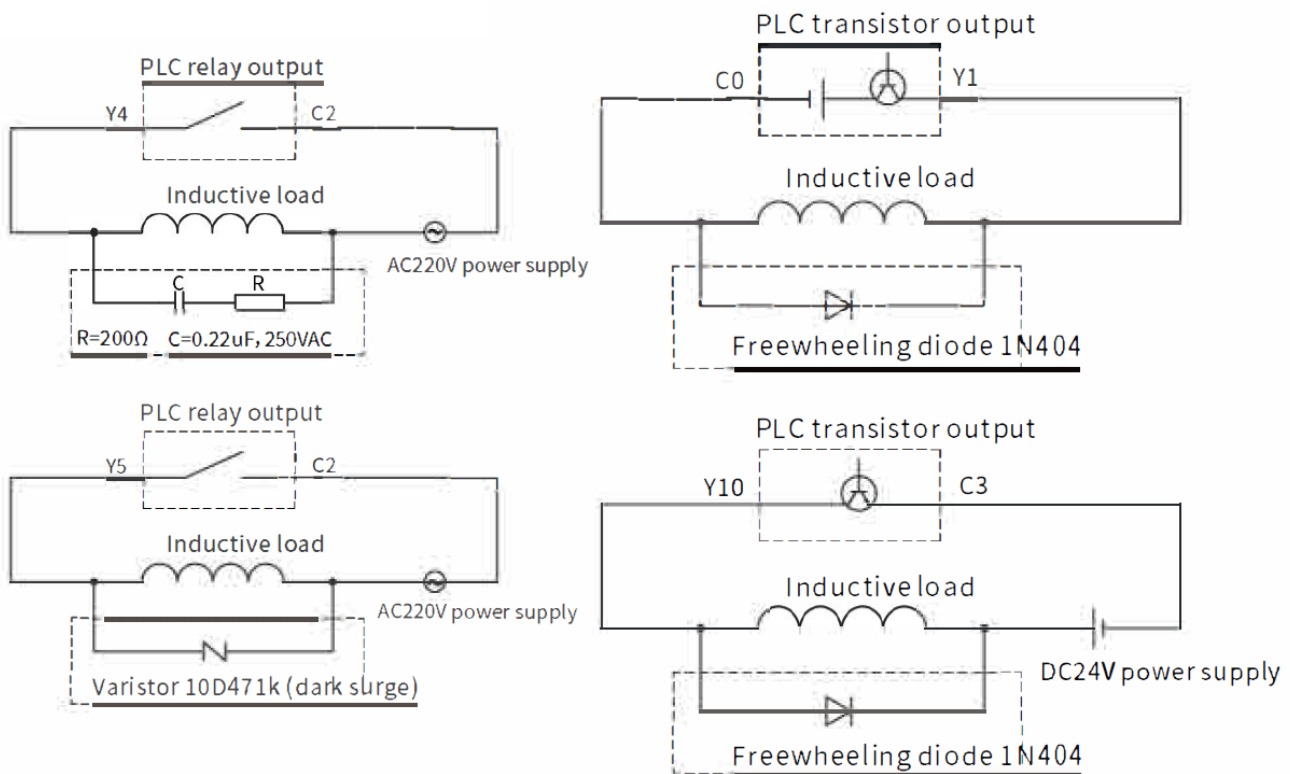 PLC relay output
Y4
C2
Inductive load
AC220V power supply
C
R
R=200Ω C=0.22uF, 250VAC
PLC transistor output
C0
Y1
Inductive load
Freewheeling diode 1N404
PLC relay output
Y5
C2
Inductive load
AC220V power supply
Varistor 10D471k (dark surge)
PLC transistor output
Y10
C3
Inductive load
DC24V power supply
Freewheeling diode 1N404